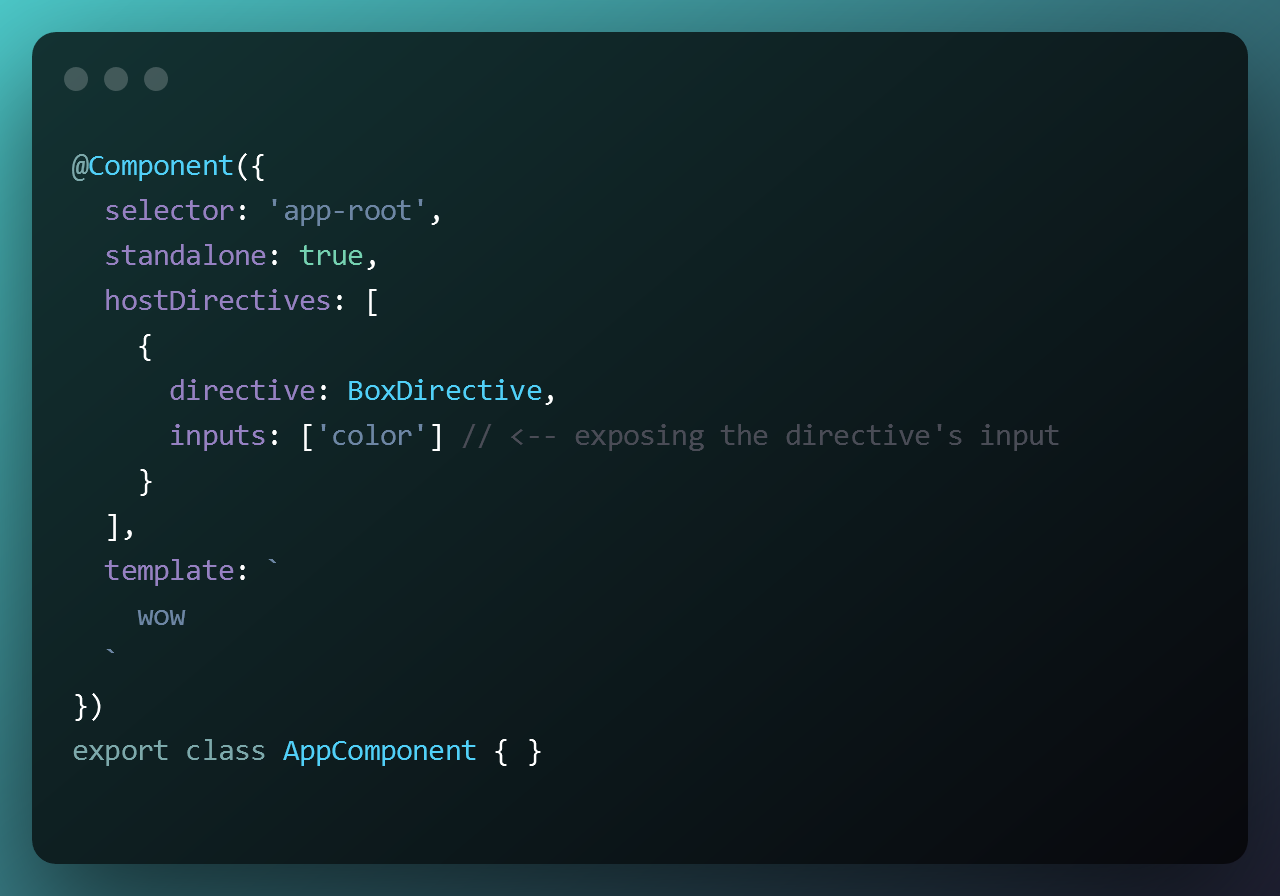 @Component({
  selector: 'app-root',
  standalone: true,
  hostDirectives: [
    {
      directive: BoxDirective,
      inputs: ['color'] // <-- exposing the directive's input
    }
  ],
  template: `
    wow
  `
})
export class AppComponent { }